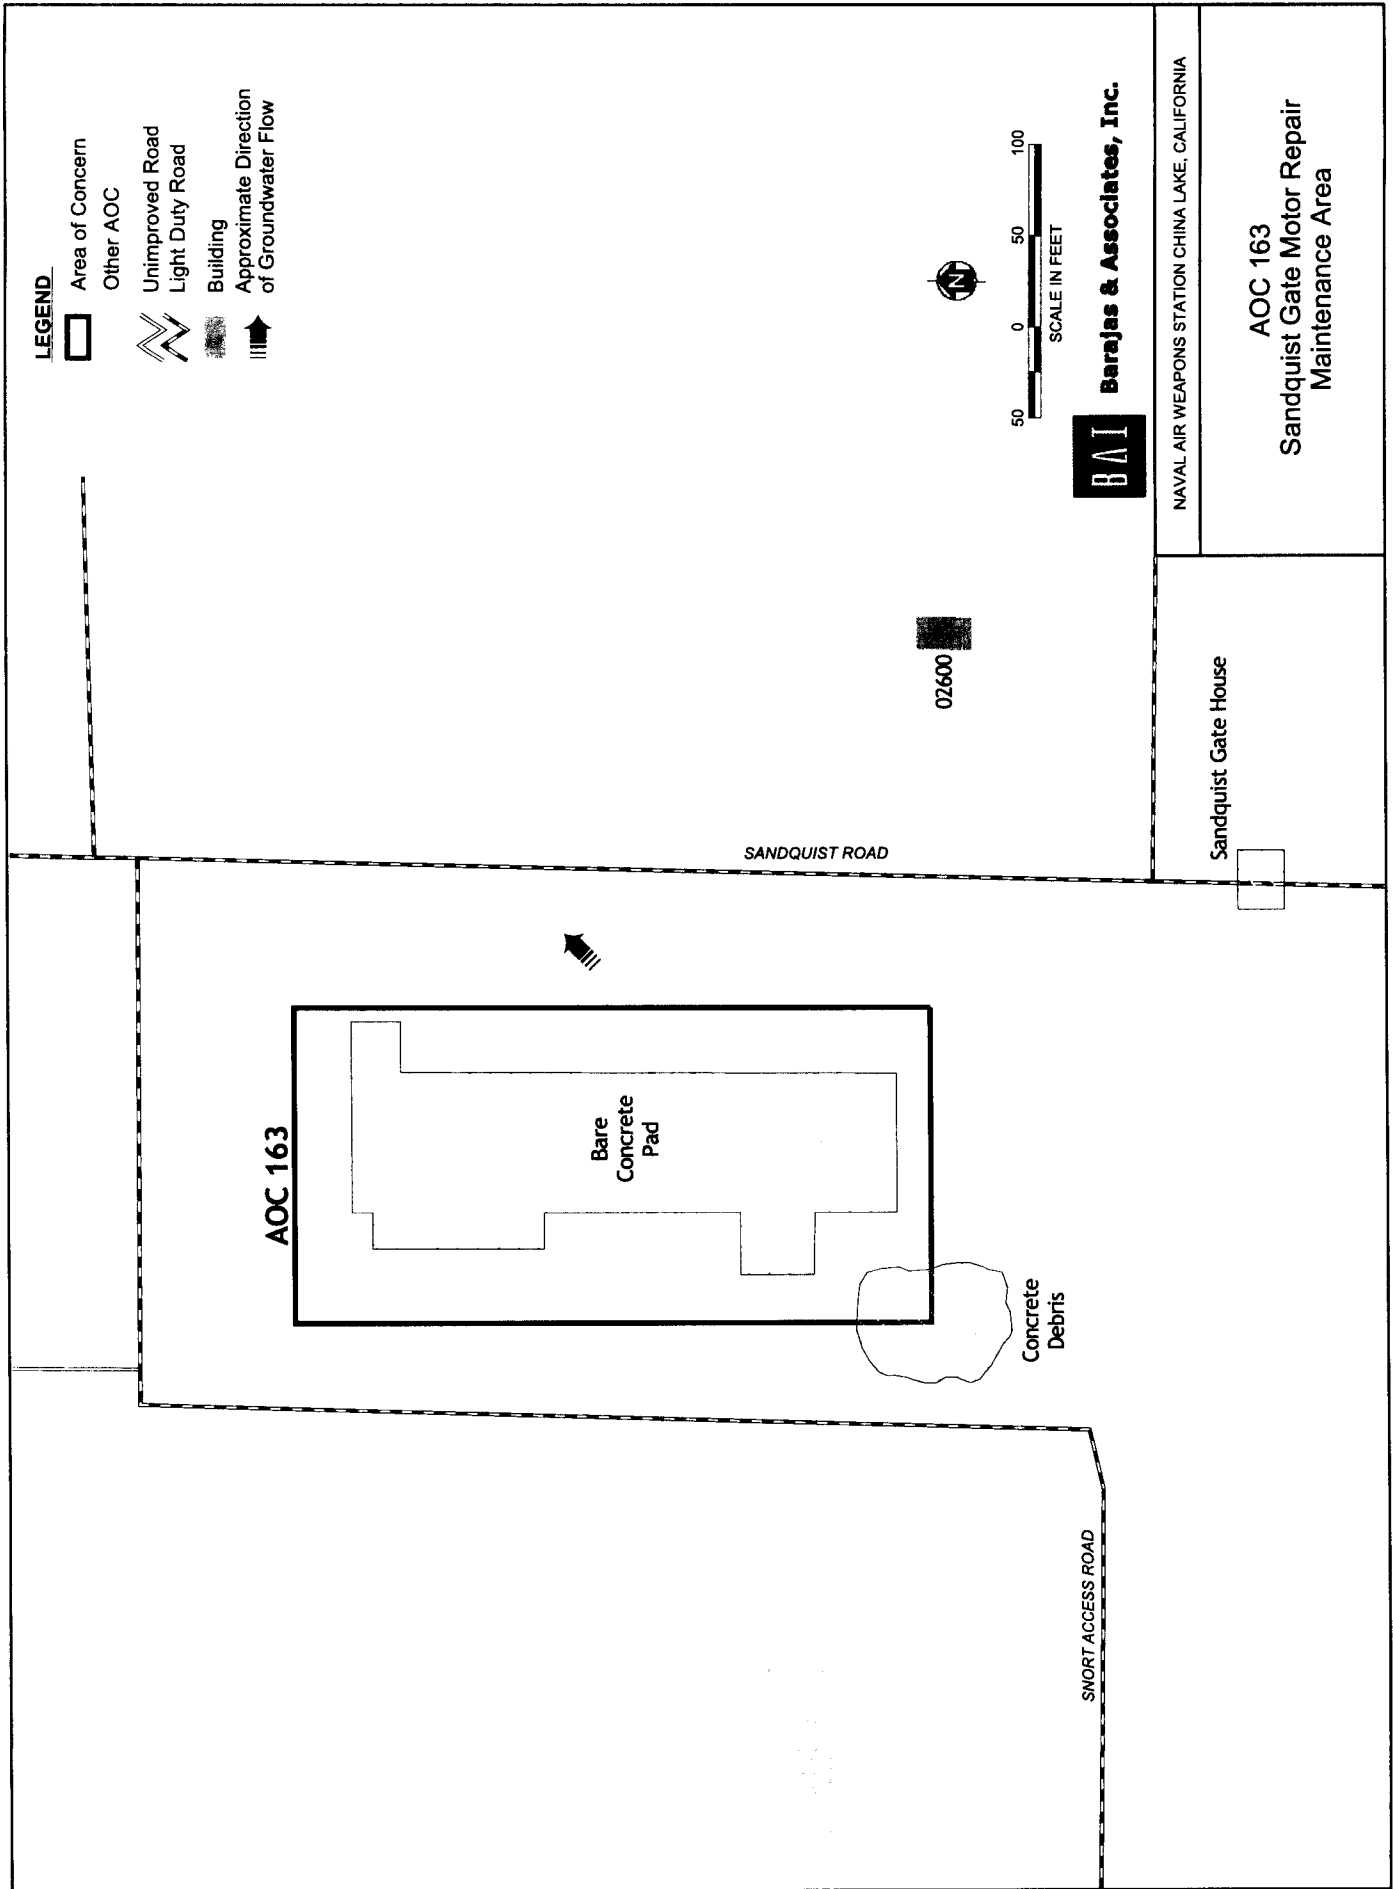 LEGEND
Area of Concern
Other AOC
Unimproved Road
Light Duty Road
Building
Approximate Direction
of Groundwater Flow
AOC 163
Bare
Concrete
Pad
SANDQUIST ROAD
02600
Concrete
Debris
SNORT ACCESS ROAD
Sandquist Gate House
N
50 0 50 100
SCALE IN FEET
BAI Barajas & Associates, Inc.
NAVAL AIR WEAPONS STATION CHINA LAKE, CALIFORNIA
AOC 163
Sandquist Gate Motor Repair
Maintenance Area